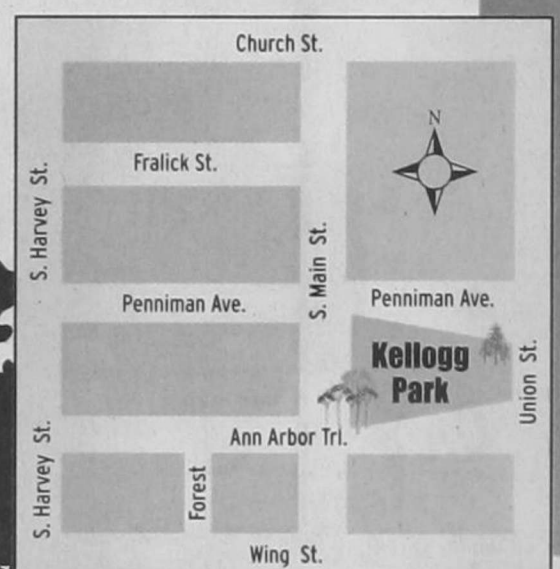 Church St.
N
Fralick St.
S. Harvey St.
S. Main St.
Penniman Ave.
Penniman Ave.
Kellogg
Park
Union St.
Ann Arbor Trl.
S. Harvey St.
Forest
Wing St.